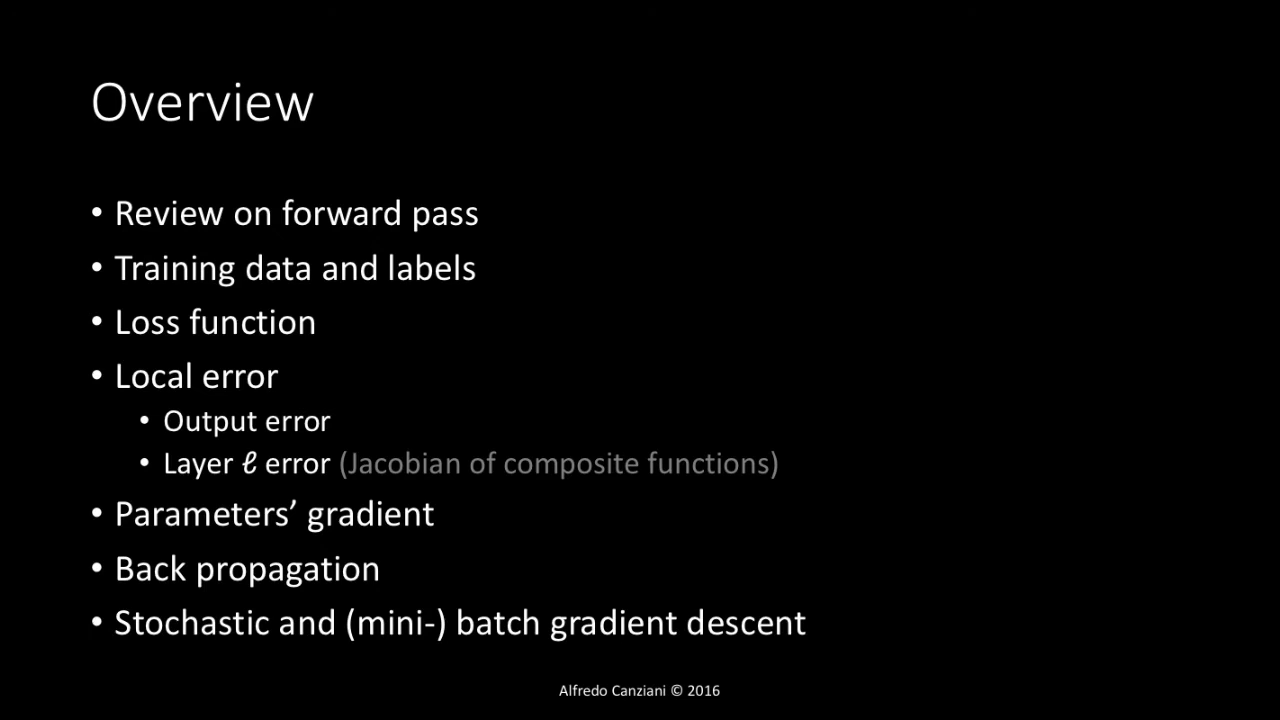 Overview
• Review on forward pass
• Training data and labels
• Loss function
• Local error
• Output error
• Layer ℓ error (Jacobian of composite functions)
• Parameters’ gradient
• Back propagation
• Stochastic and (mini-) batch gradient descent
Alfredo Canziani © 2016